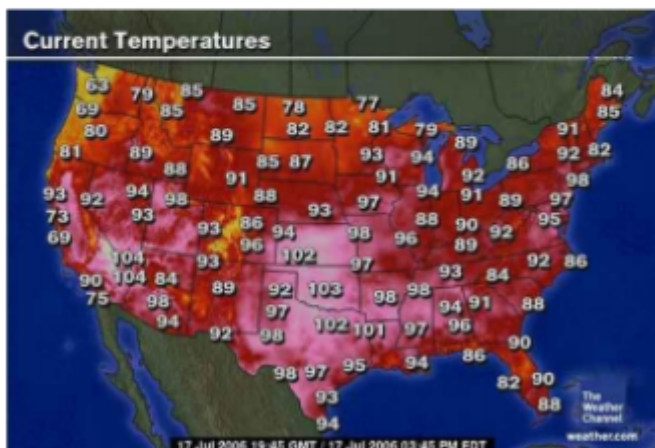 Current Temperatures
63 79 85 85 78 77 84
69 85 85
80 89 82 82 81 79 89 91
81 89 88 85 87 93 94 92 86 92 82
91 91 98
93 92 94 98 88 93 97 94 91 89 97
73 93 88 90 95
69 93 86 94 98 96 89 92
96
104 93 102 97 93 84 92 86
90 104 84 89 92 103 98 98
75 98 97 94 91 88
94 92 98 102 101 97 96
90
98 97 95 94 86
93 82 90
94 88
The
Weather
Channel
weather.com
17-Jul 2006 19:45 GMT / 17-Jul 2006 03:45 PM EDT